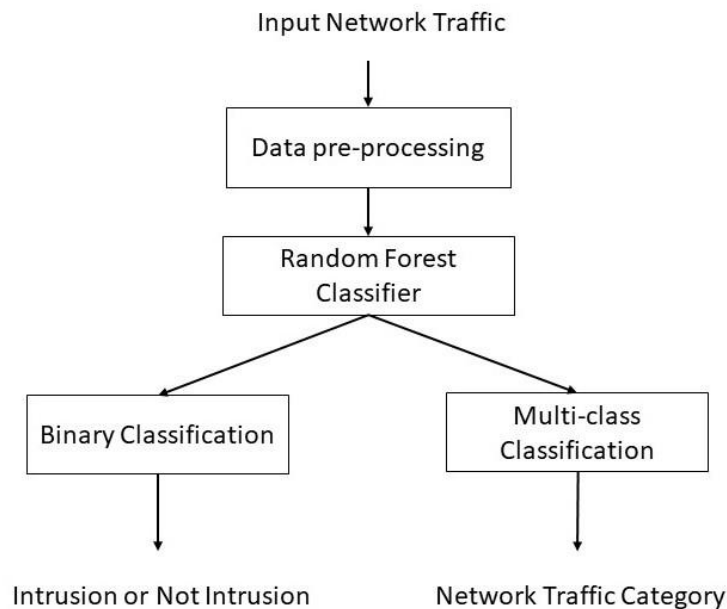 Input Network Traffic
Data pre-processing
Random Forest
Classifier
Binary Classification
Multi-class
Classification
Intrusion or Not Intrusion
Network Traffic Category